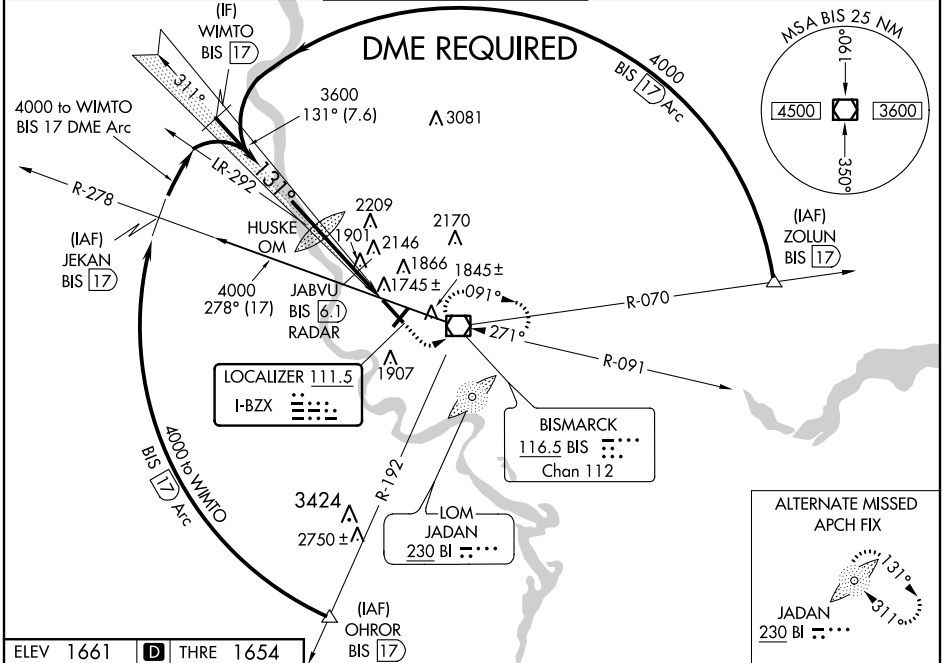 (IF)
WIMTO
BIS 17
DME REQUIRED
4000
BIS 17 Arc
MSA BIS 25 NM
190°
4500
3600
350°
311°
4000 to WIMTO
BIS 17 DME Arc
3600
131° (7.6)
3081
LR-292
131°
R-278
(IAF)
JEKAN
BIS 17
HUSKE
OM
2209
1901
2146
2170
1866
1745±
1845±
091°
271°
(IAF)
ZOLUN
BIS 17
R-070
4000
278° (17)
JABVU
BIS 6.1
RADAR
R-091
1907
LOCALIZER 111.5
I-BZX
BISMARCK
116.5 BIS
Chan 112
4000 to WIMTO
BIS 17 Arc
R-192
3424
2750 ±
LOM
JADAN
230 BI
ALTERNATE MISSED
APCH FIX
131°
311°
JADAN
230 BI
(IAF)
OHROR
BIS 17
ELEV 1661 D THRE 1654